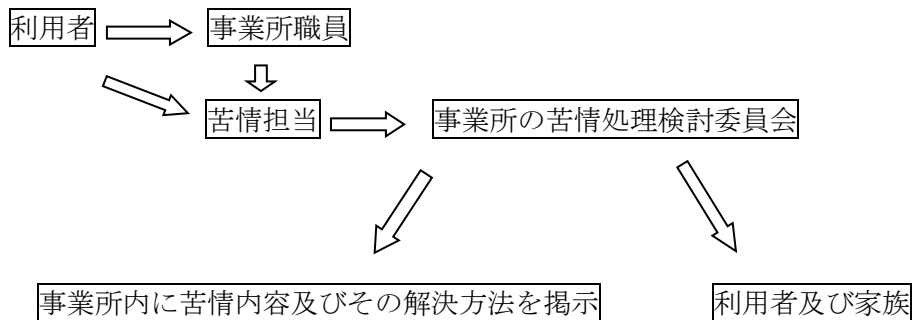 利用者
事業所職員
苦情担当
事業所の苦情処理検討委員会
事業所内に苦情内容及びその解決方法を掲示
利用者及び家族